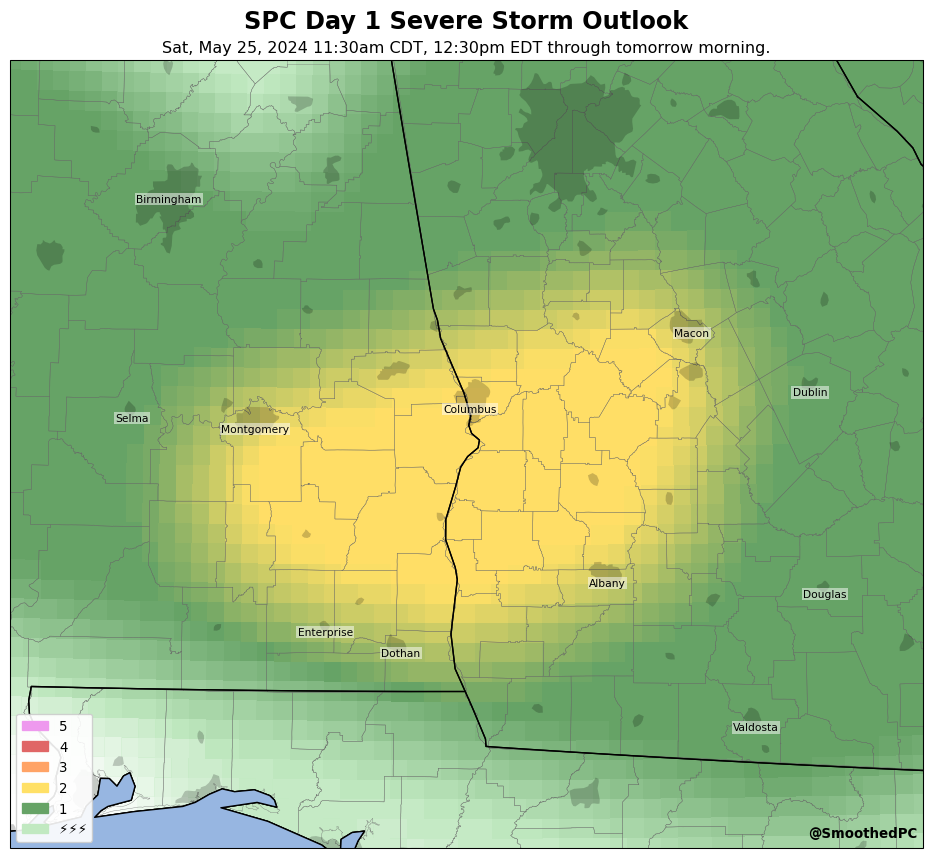 SPC Day 1 Severe Storm Outlook
Sat, May 25, 2024 11:30am CDT, 12:30pm EDT through tomorrow morning.
Birmingham
Macon
Dublin
Columbus
Selma
Montgomery
Albany
Douglas
Enterprise
Dothan
Valdosta
5
4
3
2
1
⚡⚡⚡
@SmoothedPC